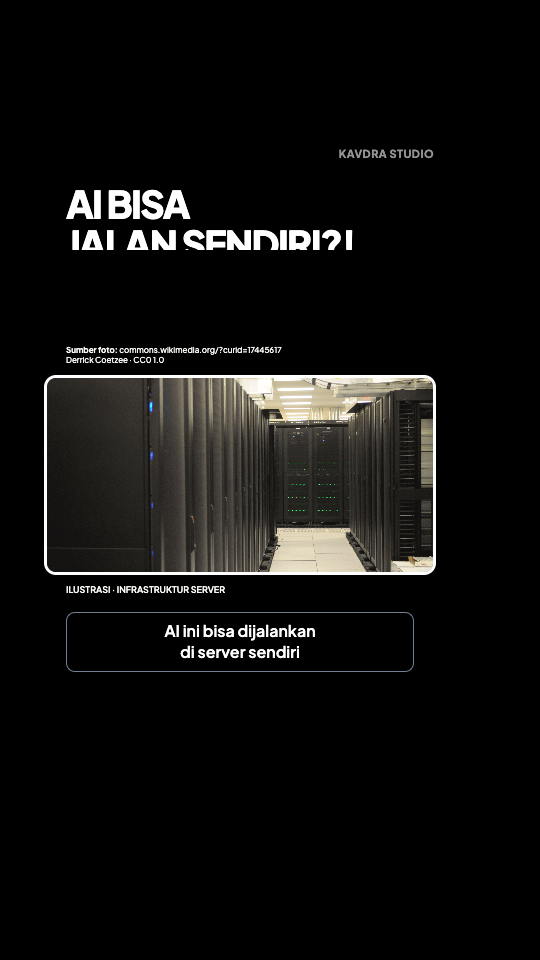 KAVDRA STUDIO
AI BISA
JALAN SENDIRI?!
Sumber foto: commons.wikimedia.org/?curid=17445617
Derrick Coetzee · CC0 1.0
ILUSTRASI · INFRASTRUKTUR SERVER
AI ini bisa dijalankan
di server sendiri